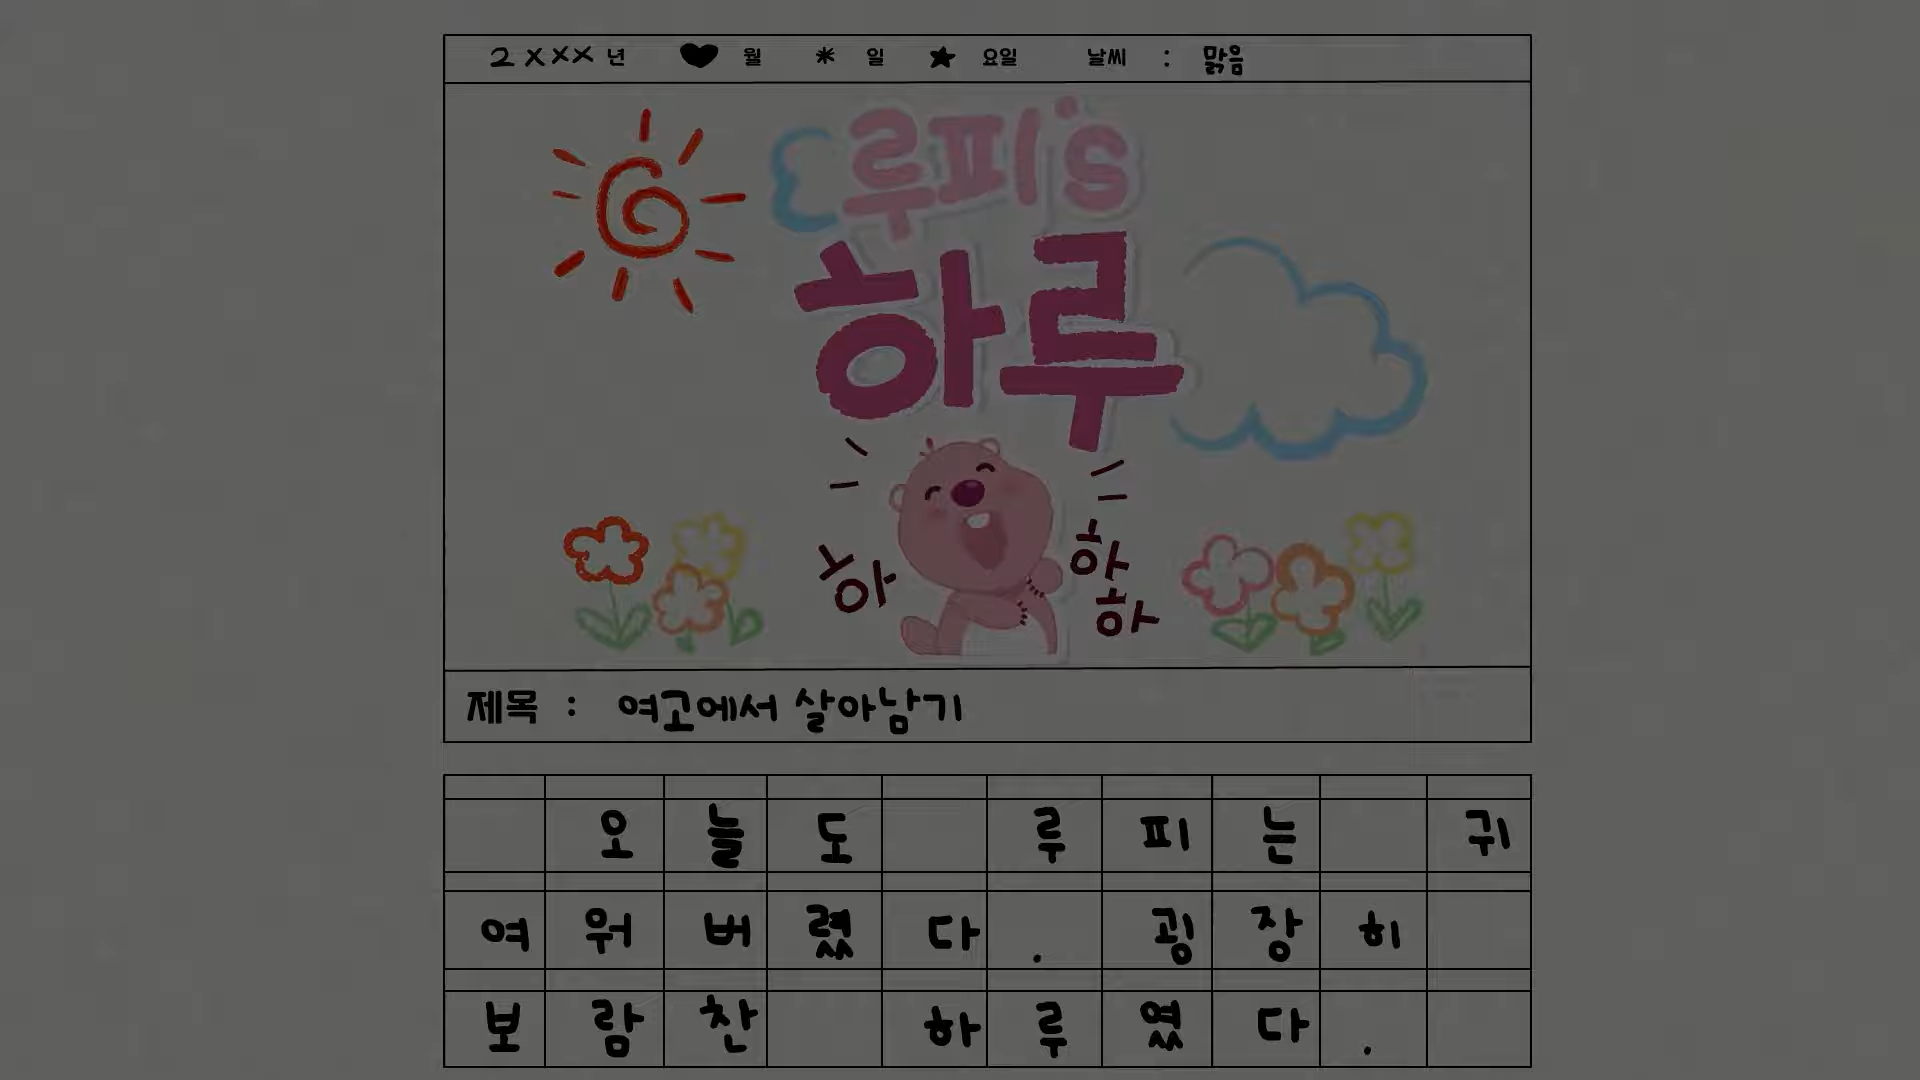 2 XXX 년 ♥ 월 * 일 ★ 요일 날씨 : 맑음
루피's
하루
하 하
하
제목 : 여고에서 살아남기
오늘도 루피는 귀
여워버렸다. 굉장히
보람찬 하루였다.